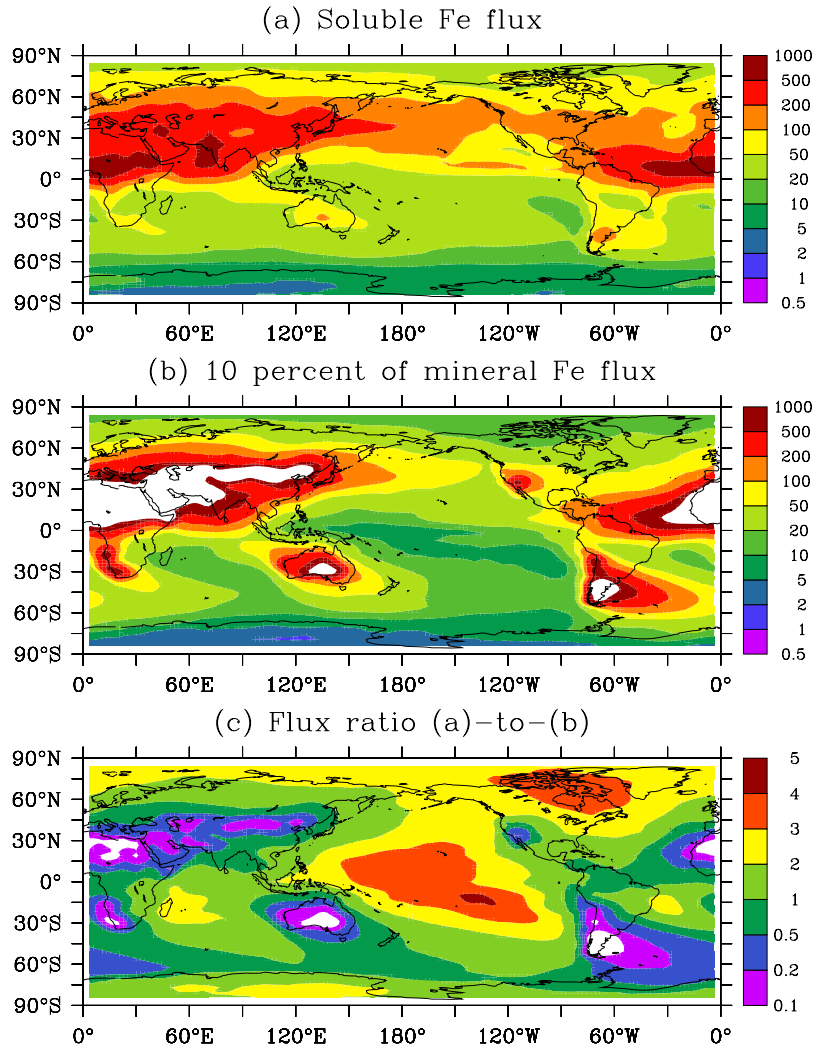 (a) Soluble Fe flux
90°N
60°N
30°N
0°
30°S
60°S
90°S
0° 60°E 120°E 180° 120°W 60°W 0°
1000
500
200
100
50
20
10
5
2
1
0.5
(b) 10 percent of mineral Fe flux
90°N
60°N
30°N
0°
30°S
60°S
90°S
0° 60°E 120°E 180° 120°W 60°W 0°
1000
500
200
100
50
20
10
5
2
1
0.5
(c) Flux ratio (a)−to−(b)
90°N
60°N
30°N
0°
30°S
60°S
90°S
0° 60°E 120°E 180° 120°W 60°W 0°
5
4
3
2
1
0.5
0.2
0.1